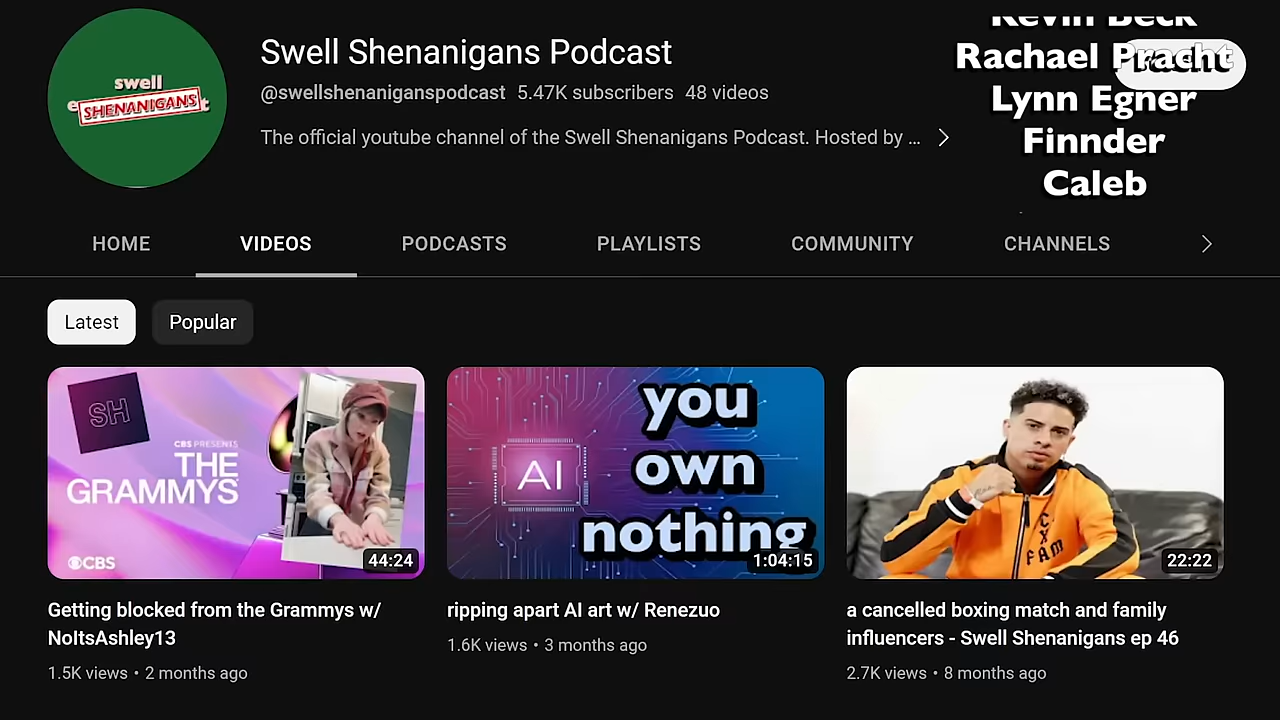 Kevin Beck
Rachael Pracht
Lynn Egner
Finnder
Caleb
swell
SHENANIGANS
Swell Shenanigans Podcast
@swellshenaniganspodcast 5.47K subscribers 48 videos
The official youtube channel of the Swell Shenanigans Podcast. Hosted by ...
HOME VIDEOS PODCASTS PLAYLISTS COMMUNITY CHANNELS
Latest Popular
SH
CBS PRESENTS
THE
GRAMMYS
CBS
44:24
AI
you
own
nothing
1:04:15
CXFAM
22:22
Getting blocked from the Grammys w/
NoItsAshley13
1.5K views • 2 months ago
ripping apart AI art w/ Renezuo
1.6K views • 3 months ago
a cancelled boxing match and family
influencers - Swell Shenanigans ep 46
2.7K views • 8 months ago